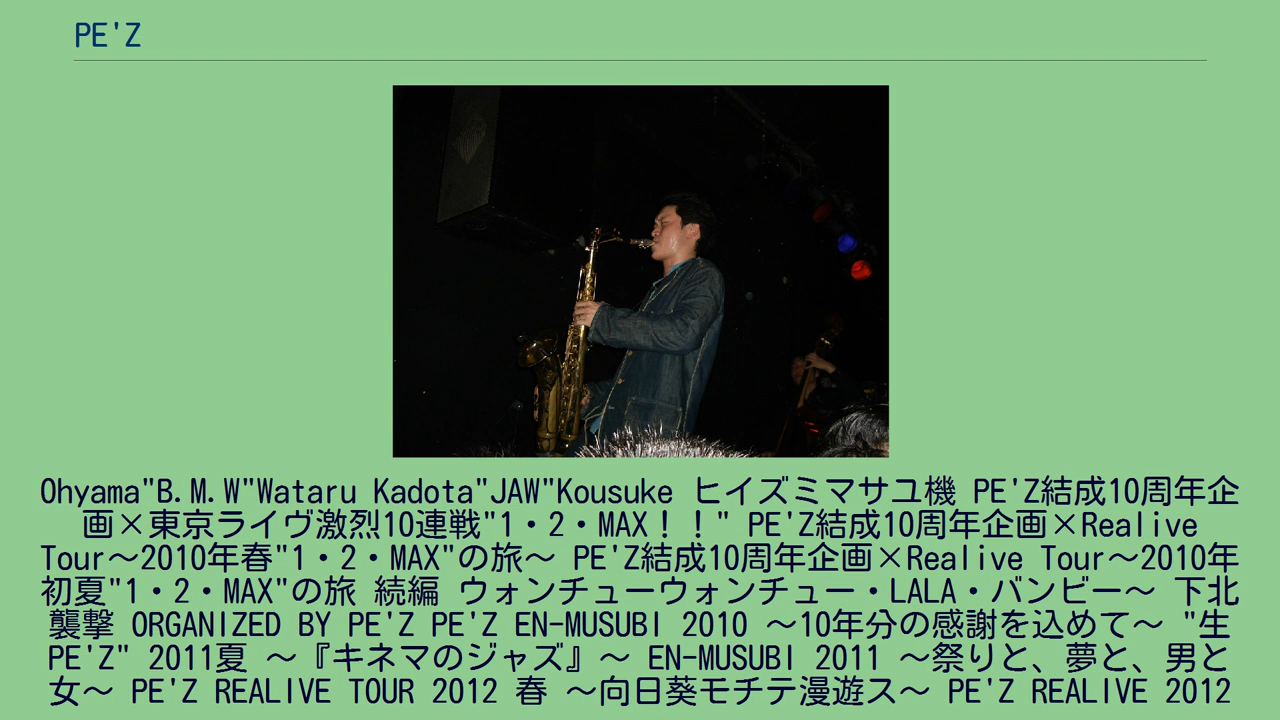 PE'Z
Ohyama"B.M.W"Wataru Kadota"JAW"Kousuke ヒイズミマサユ機 PE'Z結成10周年企
画×東京ライヴ激烈10連戦"1・2・MAX！！" PE'Z結成10周年企画×Realive
Tour〜2010年春"1・2・MAX"の旅〜 PE'Z結成10周年企画×Realive Tour〜2010年
初夏"1・2・MAX"の旅 続編 ウォンチューウォンチュー・LALA・バンビー〜 下北
襲撃 ORGANIZED BY PE'Z PE'Z EN-MUSUBI 2010 〜10年分の感謝を込めて〜 "生
PE'Z" 2011夏 〜『キネマのジャズ』〜 EN-MUSUBI 2011 〜祭りと、夢と、男と
女〜 PE'Z REALIVE TOUR 2012 春 〜向日葵モチテ漫遊ス〜 PE'Z REALIVE 2012